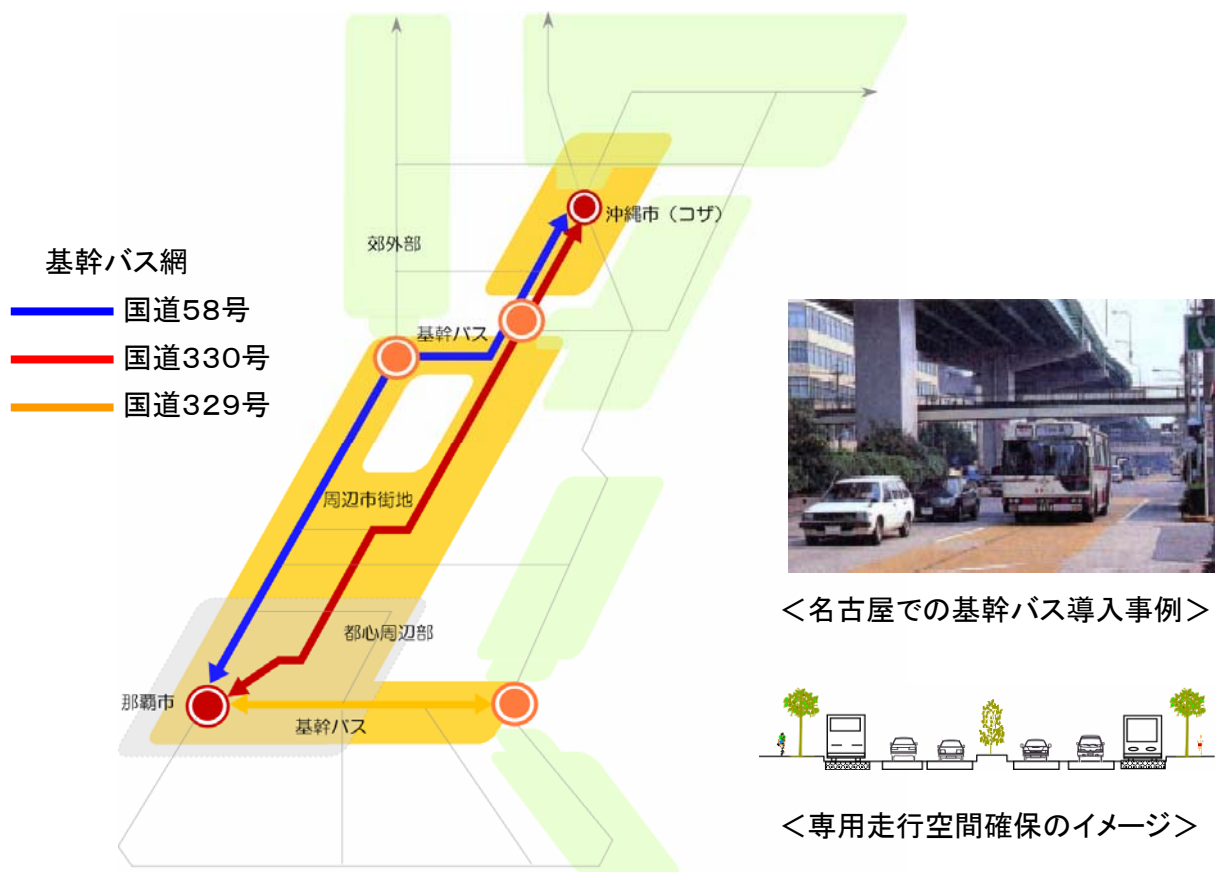 基幹バス網
国道58号
国道330号
国道329号
沖縄市（コザ）
郊外部
基幹バス
周辺市街地
都心周辺部
那覇市
基幹バス
＜名古屋での基幹バス導入事例＞
＜専用走行空間確保のイメージ＞